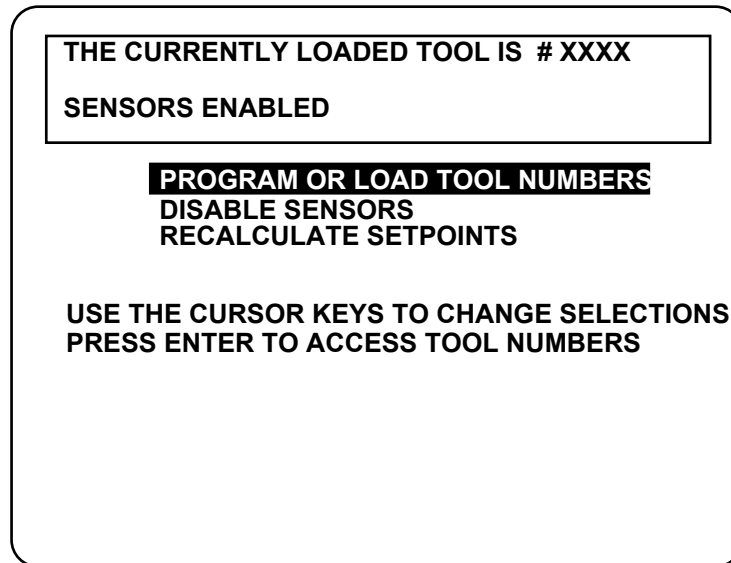 THE CURRENTLY LOADED TOOL IS # XXXX
SENSORS ENABLED
PROGRAM OR LOAD TOOL NUMBERS
DISABLE SENSORS
RECALCULATE SETPOINTS
USE THE CURSOR KEYS TO CHANGE SELECTIONS
PRESS ENTER TO ACCESS TOOL NUMBERS